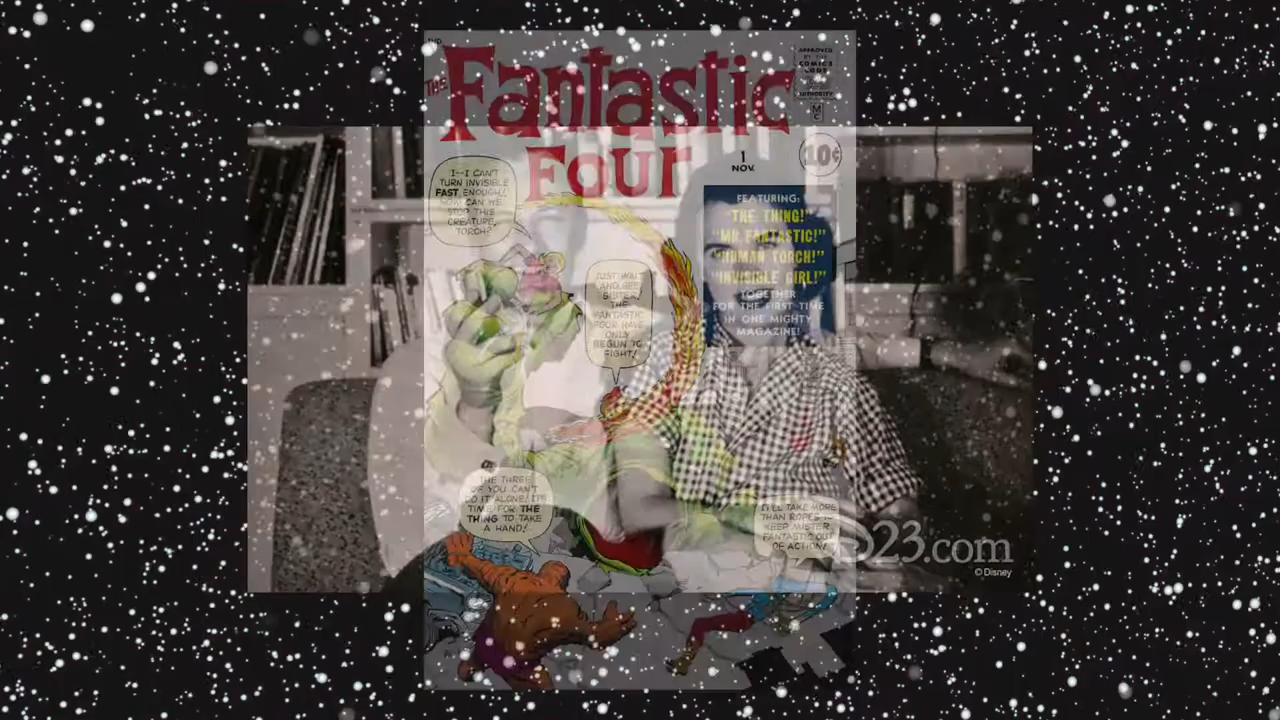 THE
Fantastic
FOUR
APPROVED
BY THE
COMICS
CODE
AUTHORITY
MC
1
NOV.
10¢
I--I CAN'T
TURN INVISIBLE
FAST ENOUGH!
HOW CAN WE
STOP THIS
CREATURE,
TORCH?
FEATURING:
"THE THING!"
"MR. FANTASTIC!"
"HUMAN TORCH!"
"INVISIBLE GIRL!"
TOGETHER
FOR THE FIRST TIME
IN ONE MIGHTY
MAGAZINE!
JUST WAIT
AND SEE,
SISTER!
THE
FANTASTIC
FOUR HAVE
ONLY
BEGUN TO
FIGHT!
THE THREE
OF YOU CAN'T
DO IT ALONE! IT'S
TIME FOR THE
THING TO TAKE
A HAND!
IT'LL TAKE MORE
THAN ROPES TO
KEEP MISTER
FANTASTIC OUT
OF ACTION!
D23.com
© Disney